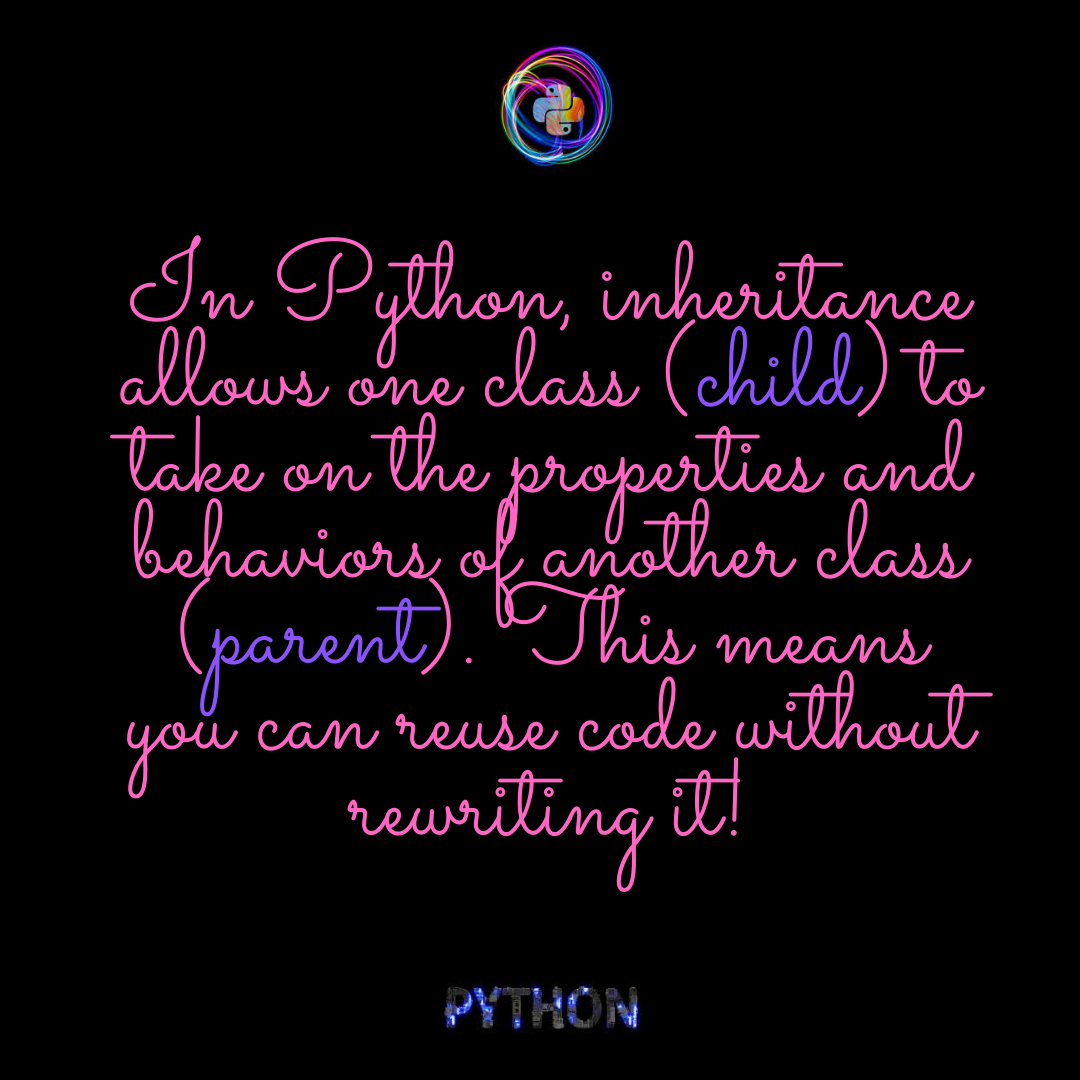 In Python, inheritance
allows one class (child) to
take on the properties and
behaviors of another class
(parent). This means
you can reuse code without
rewriting it!
PYTHON